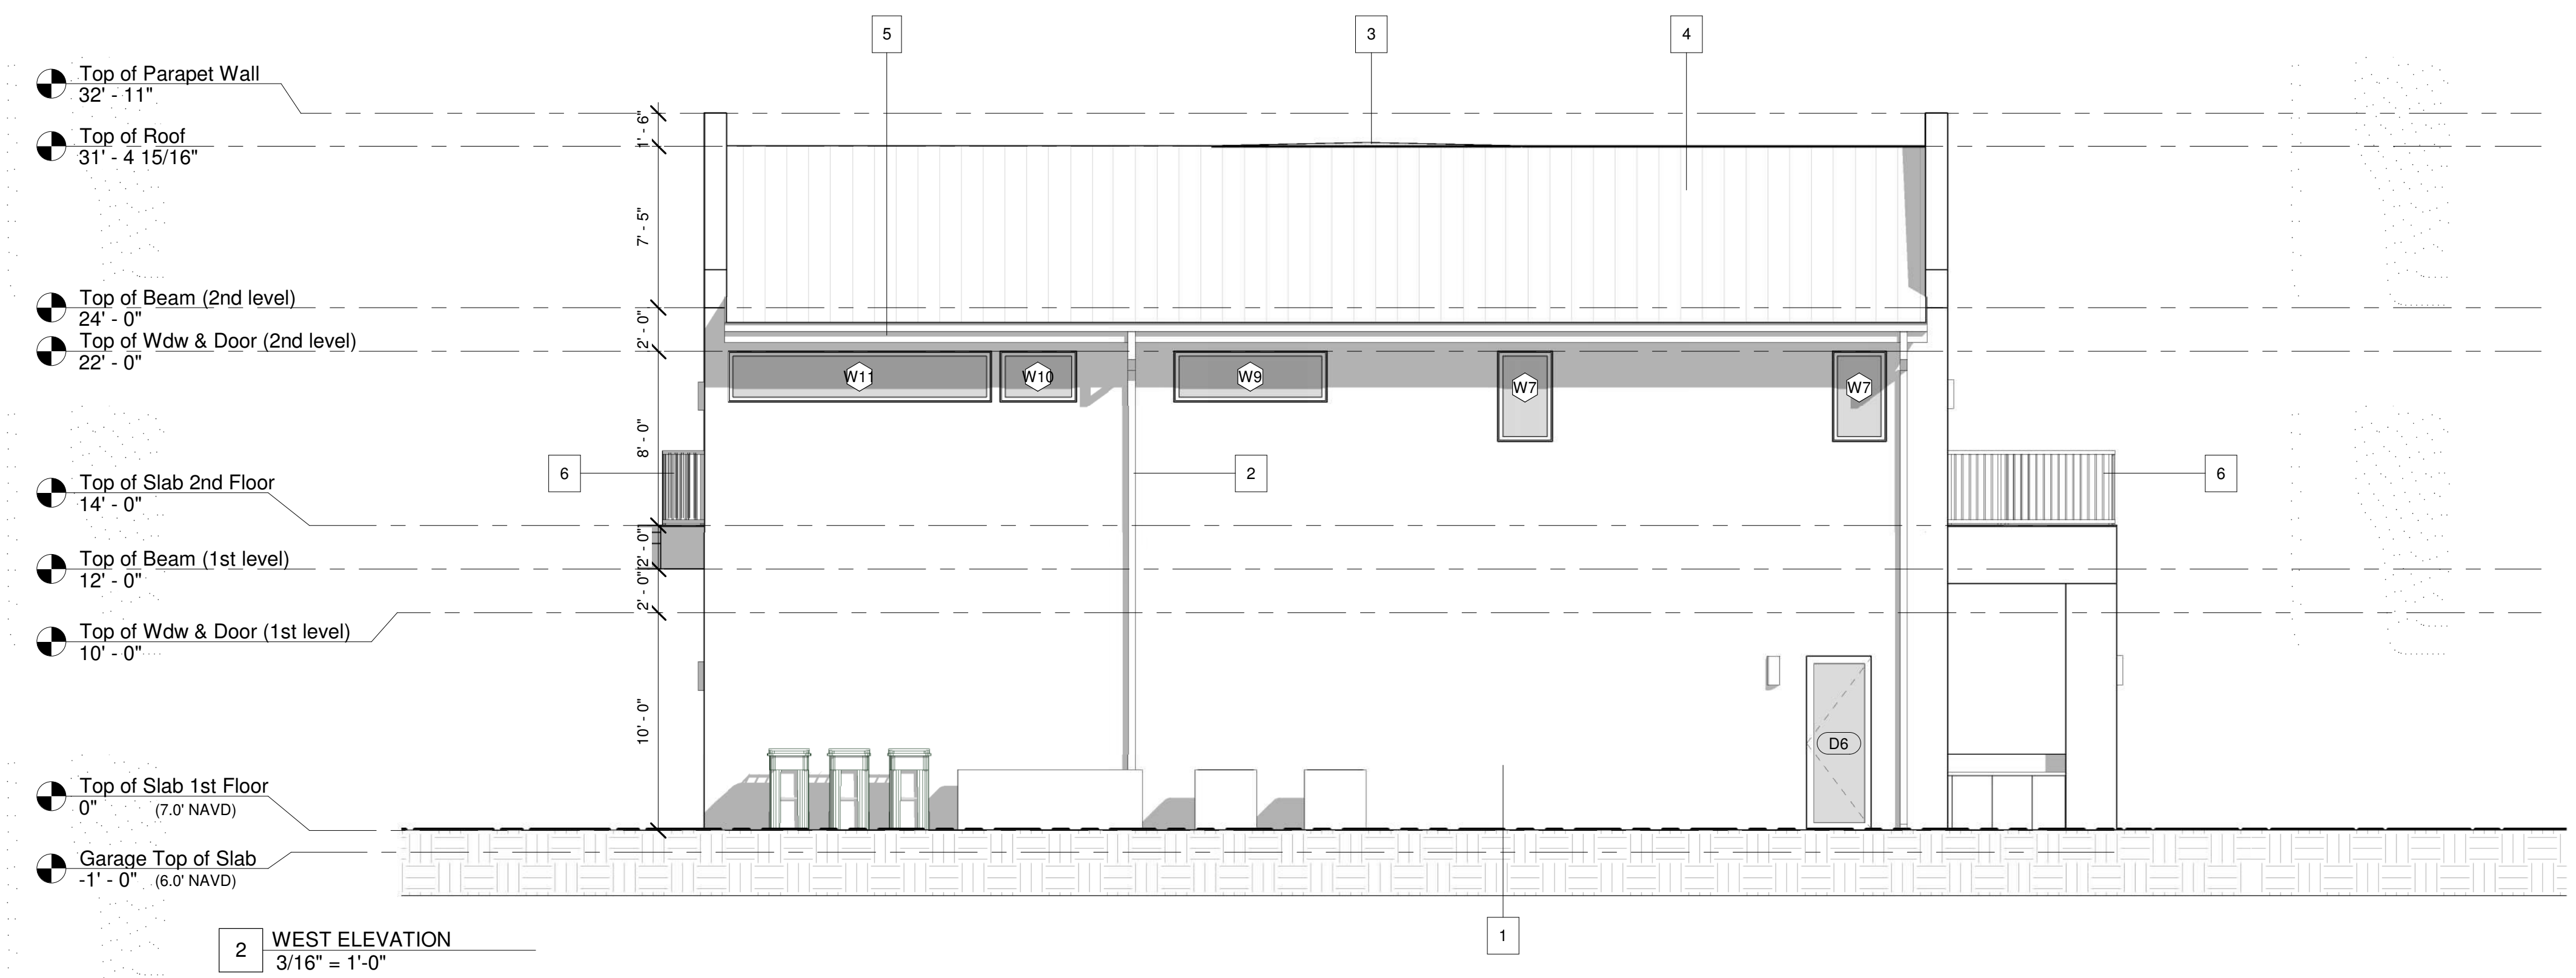 5
3
4
Top of Parapet Wall
32' - 11"
Top of Roof
31' - 4 15/16"
1' - 6"
7' - 5"
Top of Beam (2nd level)
24' - 0"
Top of Wdw & Door (2nd level)
22' - 0"
2' - 0"
W11
W10
W9
W7
W7
8' - 0"
6
2
6
Top of Slab 2nd Floor
14' - 0"
2' - 0"
Top of Beam (1st level)
12' - 0"
2' - 0"
Top of Wdw & Door (1st level)
10' - 0"
10' - 0"
D6
Top of Slab 1st Floor
0" (7.0' NAVD)
Garage Top of Slab
-1' - 0" (6.0' NAVD)
1
2 WEST ELEVATION
3/16" = 1'-0"